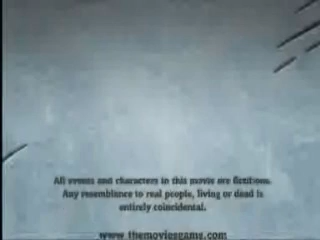 All events and characters in this movie are fictitious.
Any resemblance to real people, living or dead is
entirely coincidental.
www.themoviesgame.com